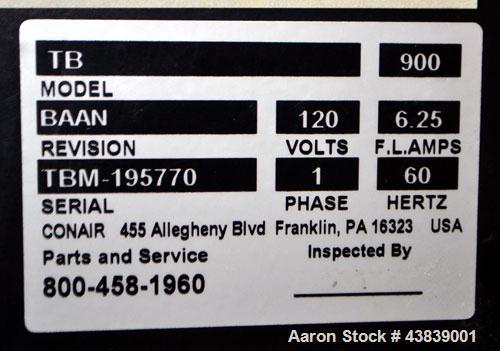 TB 900
MODEL
BAAN 120 6.25
REVISION VOLTS F.L.AMPS
TBM-195770 1 60
SERIAL PHASE HERTZ
CONAIR 455 Allegheny Blvd Franklin, PA 16323 USA
Parts and Service Inspected By
800-458-1960
Aaron Stock # 43839001